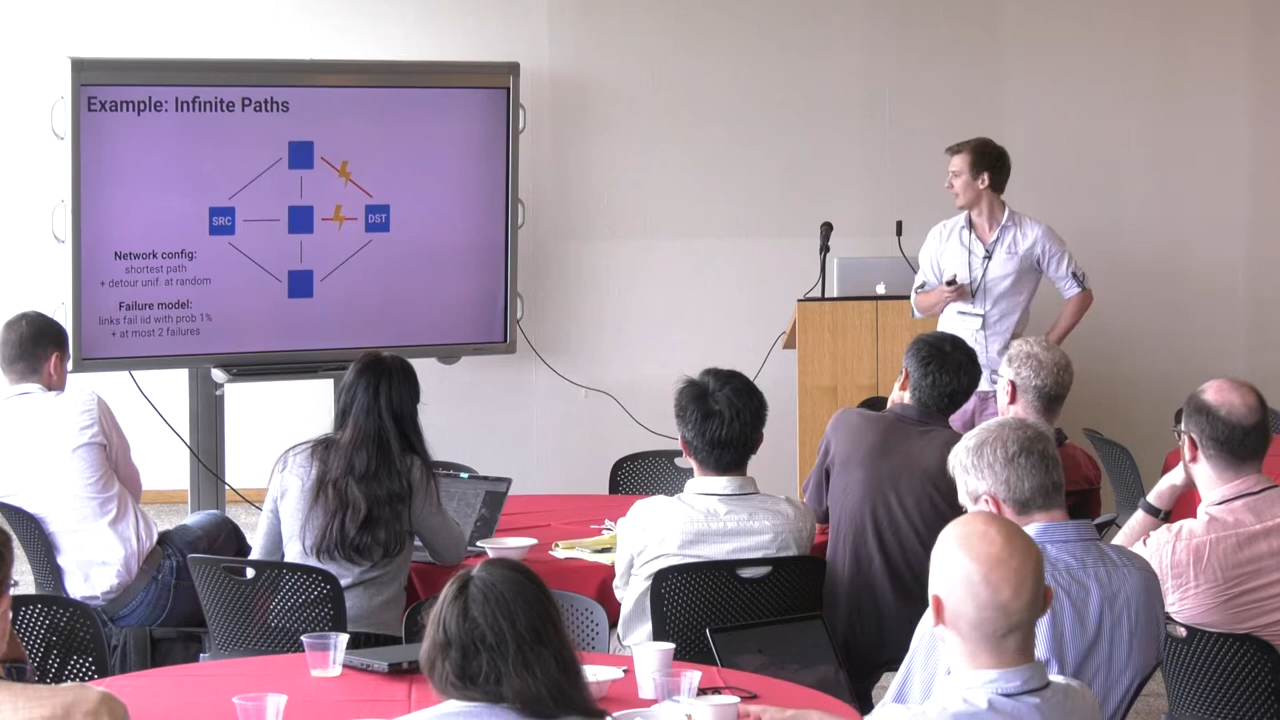 Example: Infinite Paths
SRC
DST
Network config:
shortest path
+ detour unif. at random
Failure model:
links fail iid with prob 1%
+ at most 2 failures